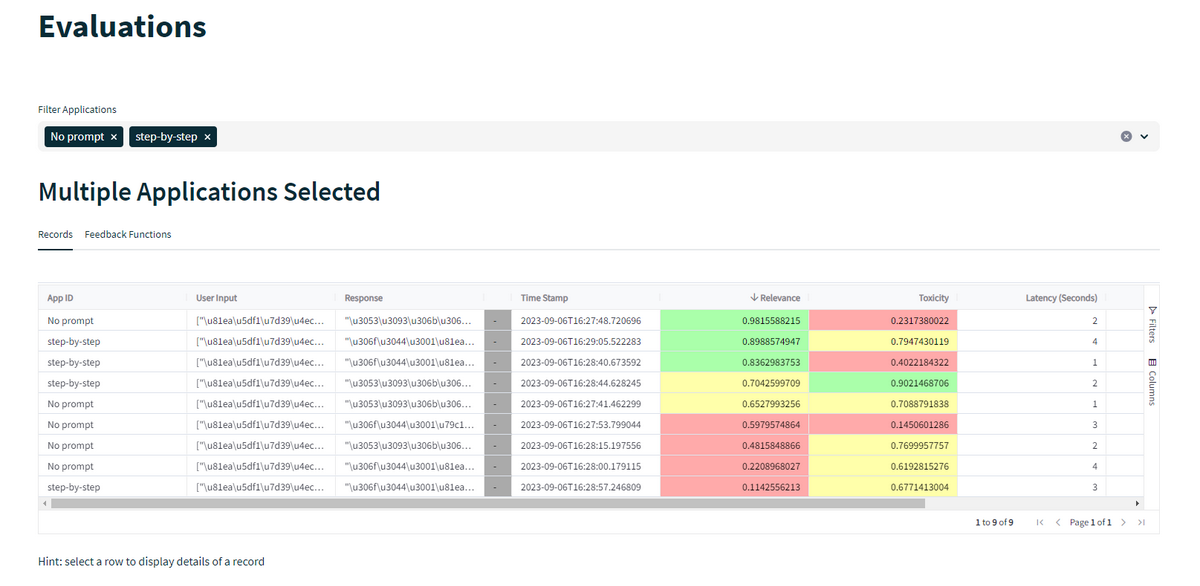 Evaluations
Filter Applications
No prompt × step-by-step ×
Multiple Applications Selected
Records Feedback Functions
App ID User Input Response Time Stamp ↓ Relevance Toxicity Latency (Seconds)
No prompt ["\u81ea\u5df1\u7d39\u4ec... "\u3053\u3093\u306b\u306... - 2023-09-06T16:27:48.720696 0.9815588215 0.2317380022 2
step-by-step ["\u81ea\u5df1\u7d39\u4ec... "\u306f\u3044\u3001\u81ea... - 2023-09-06T16:29:05.522283 0.8988574947 0.7947430119 4
step-by-step ["\u81ea\u5df1\u7d39\u4ec... "\u306f\u3044\u3001\u81ea... - 2023-09-06T16:28:40.673592 0.8362983753 0.4022184322 1
step-by-step ["\u81ea\u5df1\u7d39\u4ec... "\u3053\u3093\u306b\u306... - 2023-09-06T16:28:44.628245 0.7042599709 0.9021468706 2
No prompt ["\u81ea\u5df1\u7d39\u4ec... "\u3053\u3093\u306b\u306... - 2023-09-06T16:27:41.462299 0.6527993256 0.7088791838 1
No prompt ["\u81ea\u5df1\u7d39\u4ec... "\u306f\u3044\u3001\u79c1... - 2023-09-06T16:27:53.799044 0.5979574864 0.1450601286 3
No prompt ["\u81ea\u5df1\u7d39\u4ec... "\u3053\u3093\u306b\u306... - 2023-09-06T16:28:15.197556 0.4815848866 0.7699957757 2
No prompt ["\u81ea\u5df1\u7d39\u4ec... "\u306f\u3044\u3001\u81ea... - 2023-09-06T16:28:00.179115 0.2208968027 0.6192815276 4
step-by-step ["\u81ea\u5df1\u7d39\u4ec... "\u306f\u3044\u3001\u81ea... - 2023-09-06T16:28:57.246809 0.1142556213 0.6771413004 3
Filters
Columns
1 to 9 of 9 Page 1 of 1
Hint: select a row to display details of a record